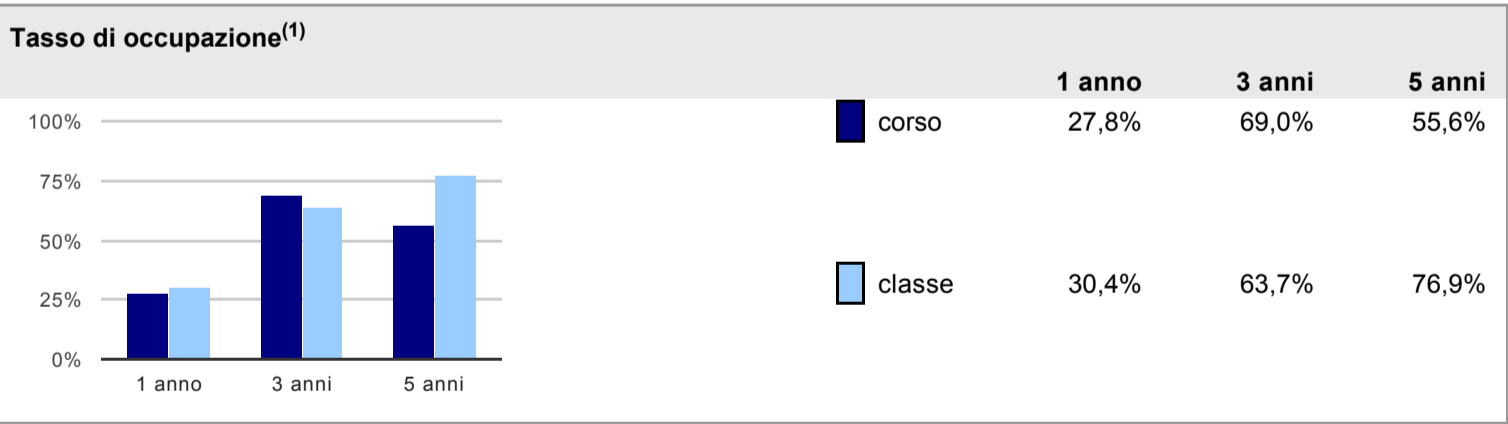 Tasso di occupazione(1)
1 anno 3 anni 5 anni
100%
75%
50%
25%
0%
1 anno 3 anni 5 anni
corso 27,8% 69,0% 55,6%
classe 30,4% 63,7% 76,9%